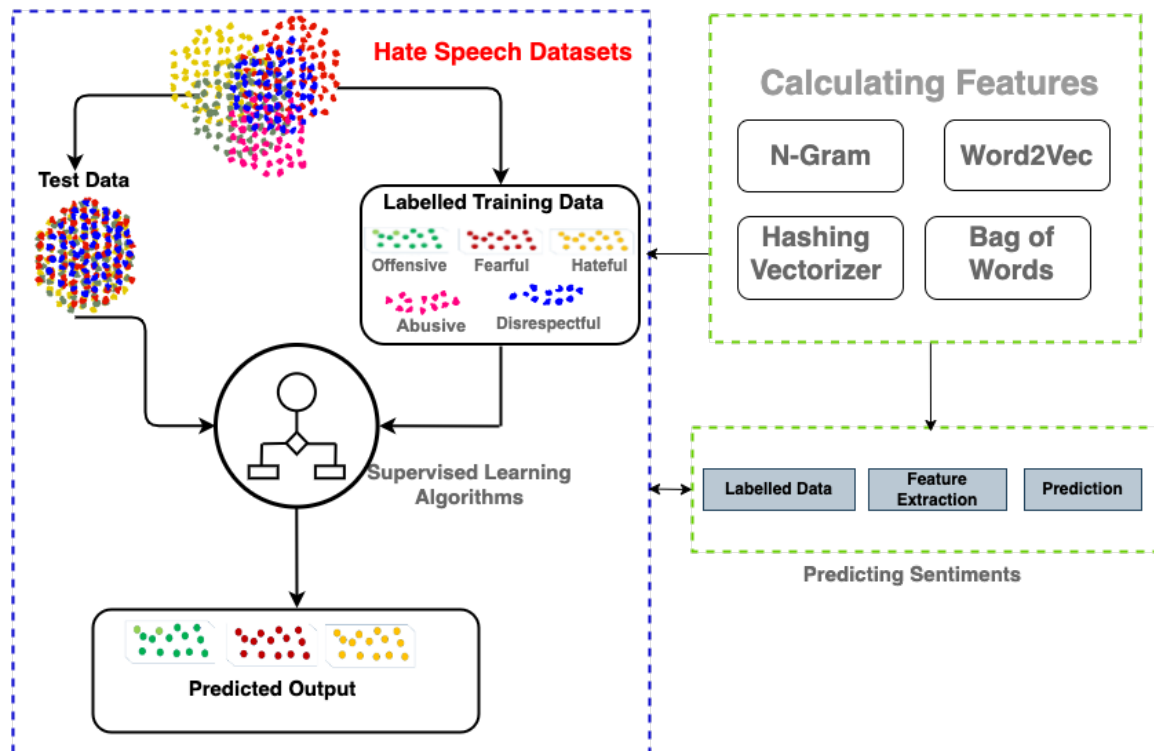 Hate Speech Datasets
Test Data
Labelled Training Data
Offensive
Fearful
Hateful
Abusive
Disrespectful
Supervised Learning
Algorithms
Predicted Output
Calculating Features
N-Gram
Word2Vec
Hashing
Vectorizer
Bag of
Words
Labelled Data
Feature
Extraction
Prediction
Predicting Sentiments